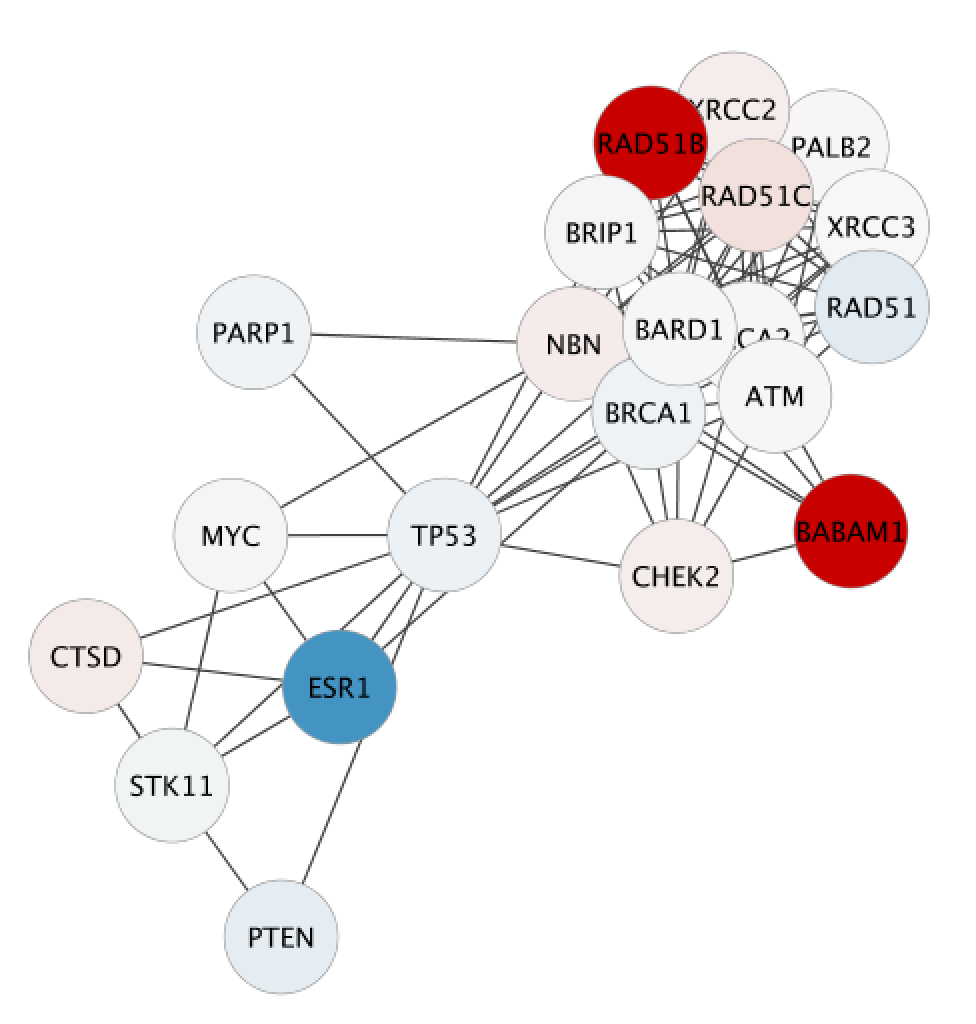 XRCC2
RAD51B
PALB2
RAD51C
XRCC3
BRIP1
RAD51
PARP1
BARD1
CA2
NBN
ATM
BRCA1
MYC
TP53
BABAM1
CHEK2
CTSD
ESR1
STK11
PTEN